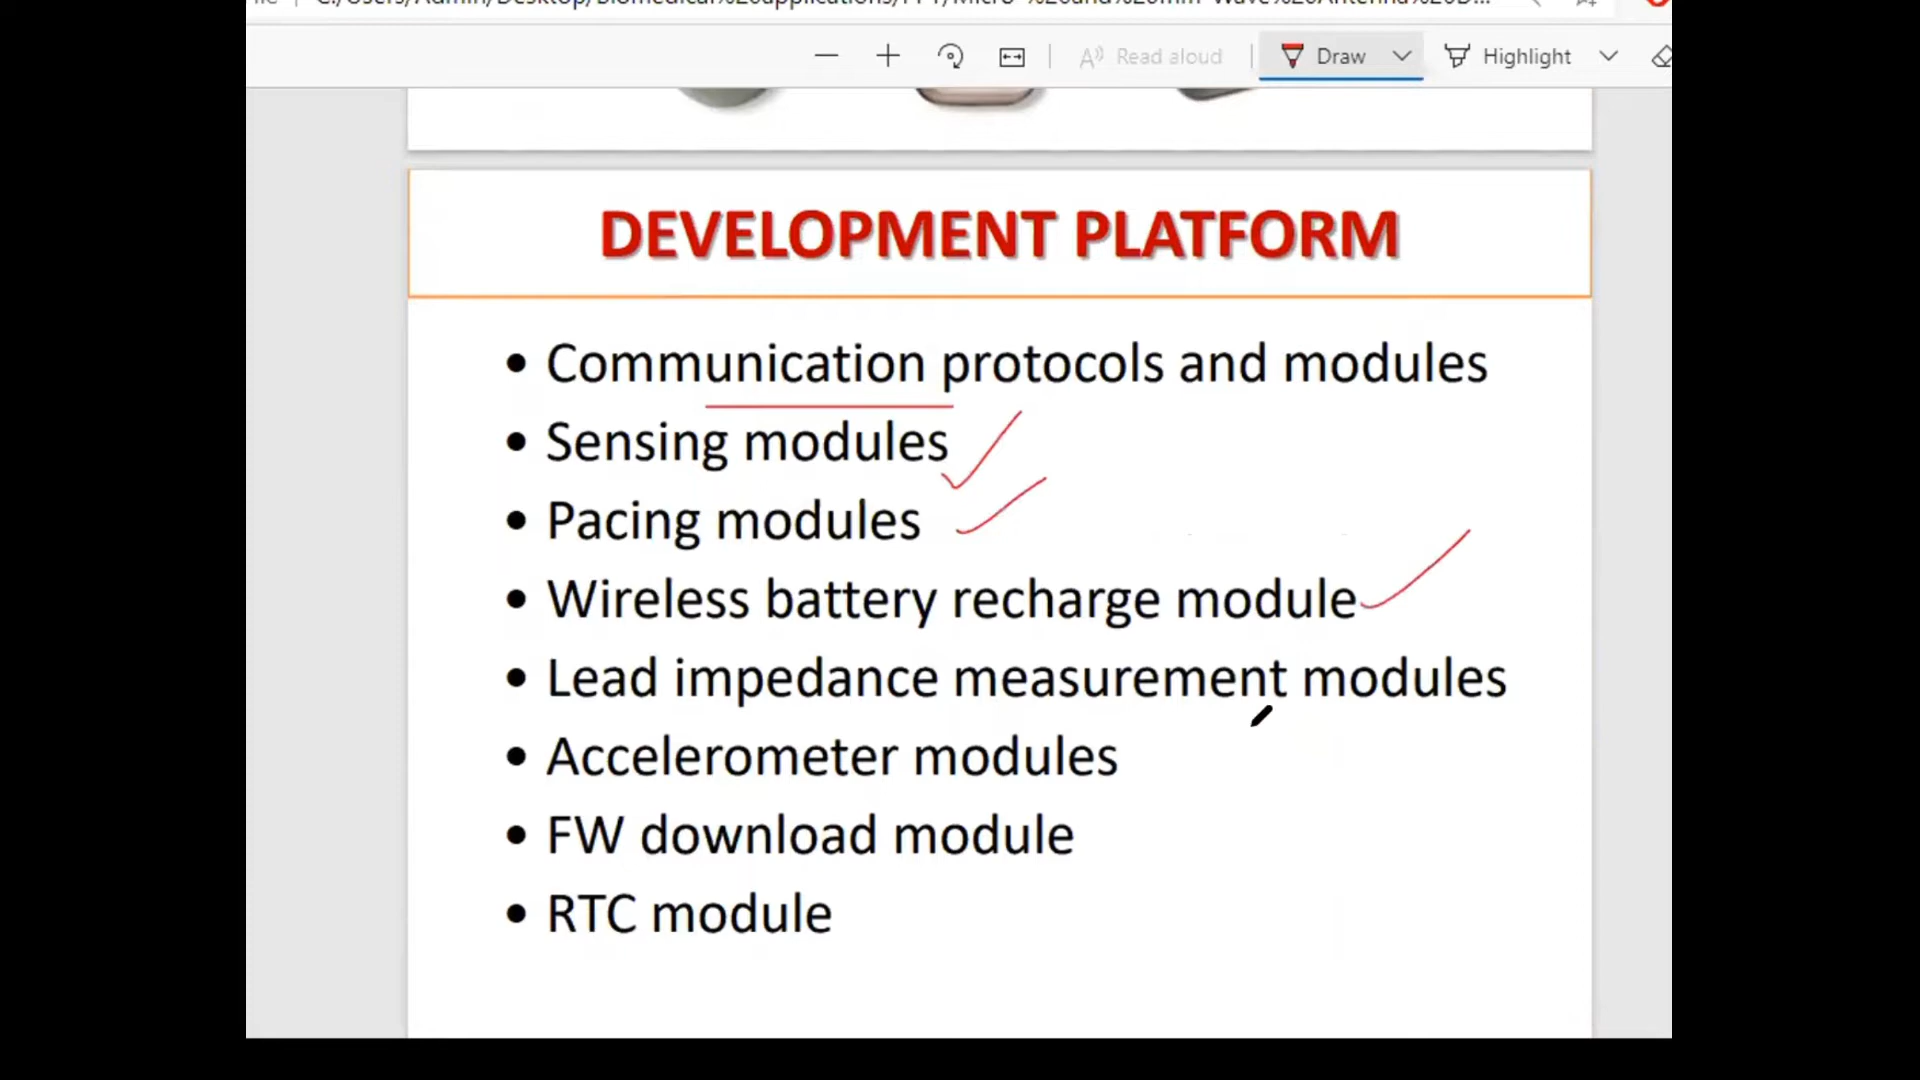 Read aloud
Draw
Highlight
DEVELOPMENT PLATFORM
• Communication protocols and modules
• Sensing modules
• Pacing modules
• Wireless battery recharge module
• Lead impedance measurement modules
• Accelerometer modules
• FW download module
• RTC module